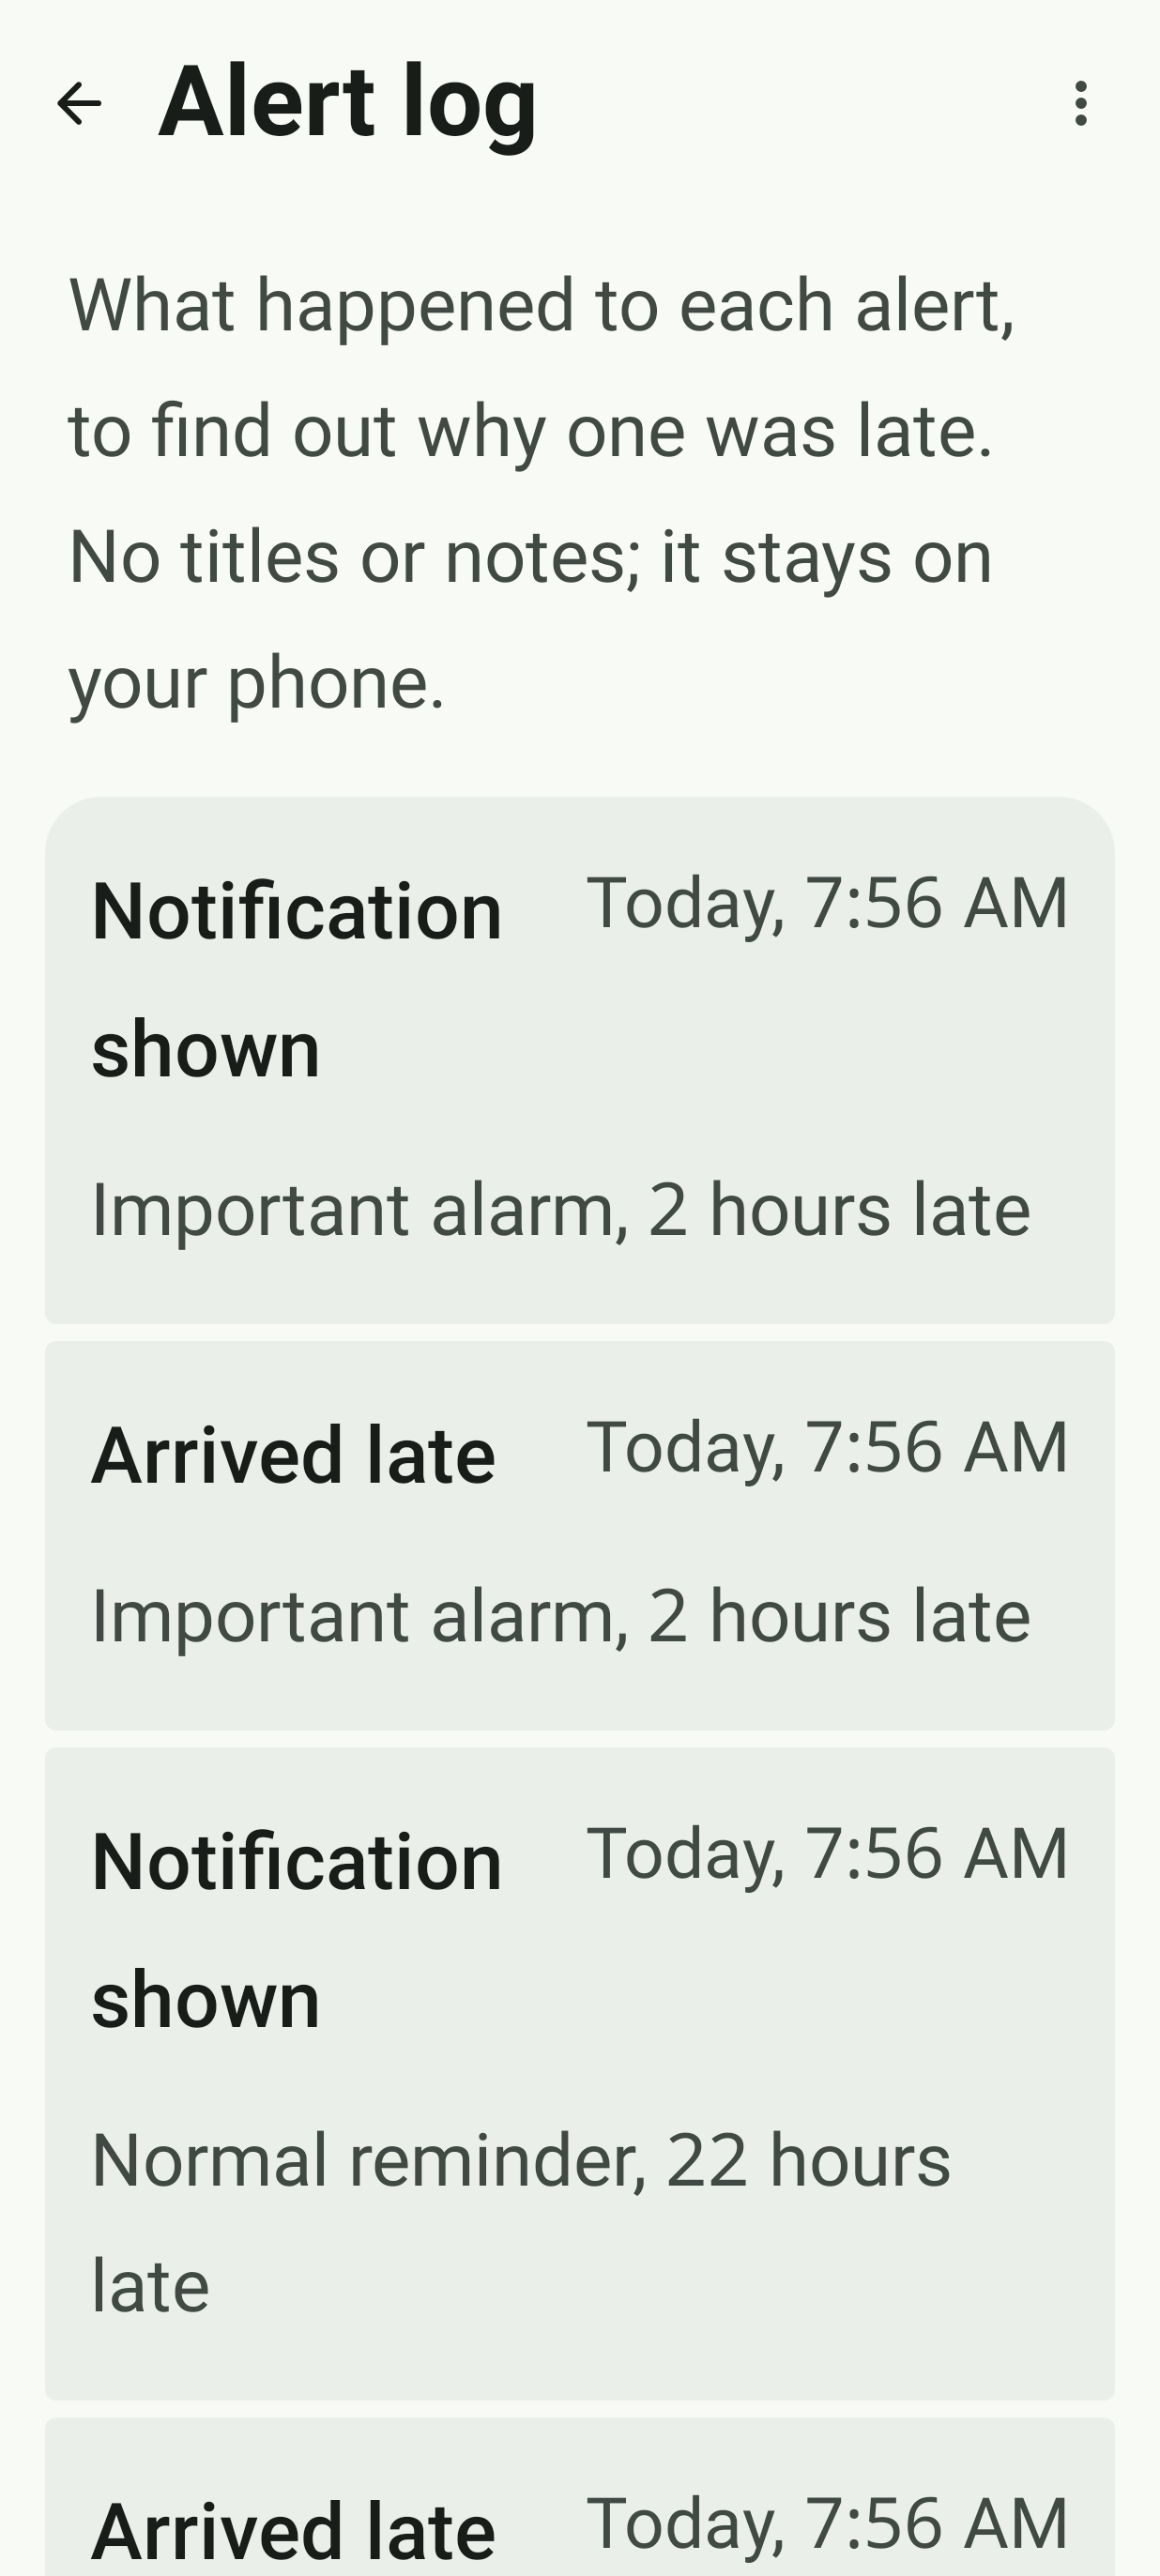 Alert log
What happened to each alert,
to find out why one was late.
No titles or notes; it stays on
your phone.
Notification Today, 7:56 AM
shown
Important alarm, 2 hours late
Arrived late Today, 7:56 AM
Important alarm, 2 hours late
Notification Today, 7:56 AM
shown
Normal reminder, 22 hours
late
Arrived late Today, 7:56 AM